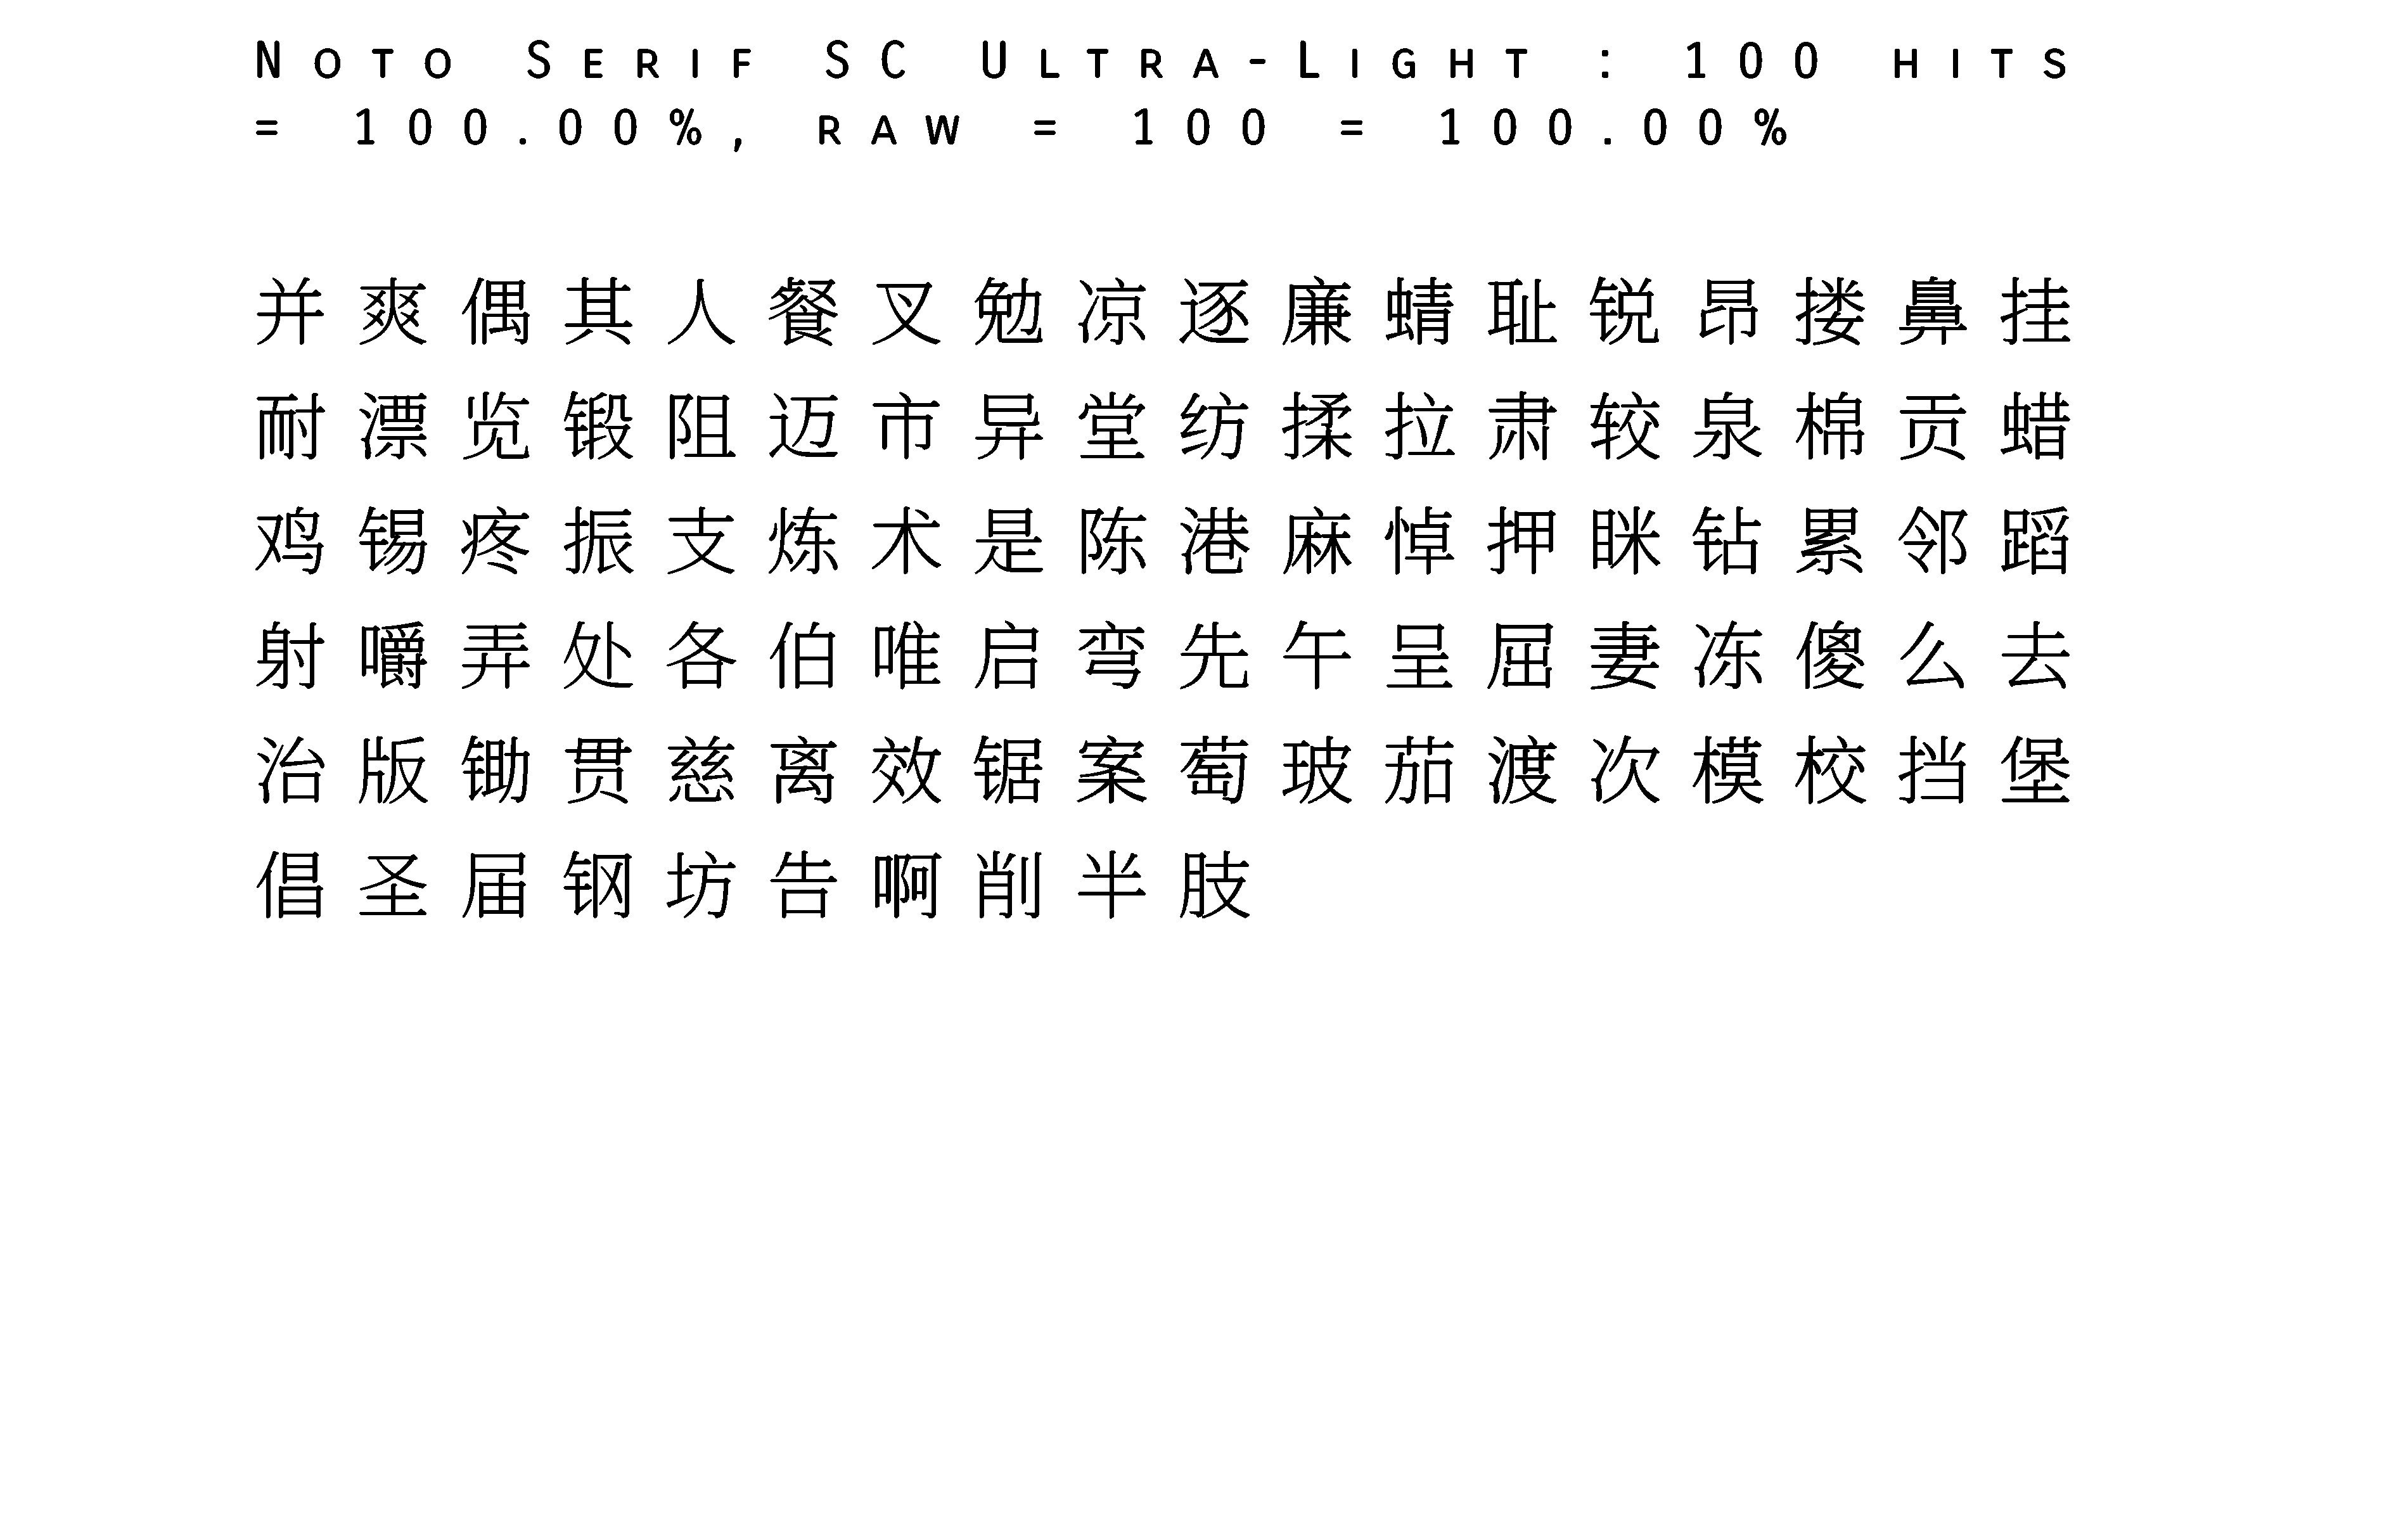 Noto Serif SC Ultra-Light : 100 hits
= 100.00%, raw = 100 = 100.00%
并爽偶其人餐叉勉凉逐廉蜻耻锐昂搂鼻挂
耐漂览锻阻迈市异堂纺揉拉肃较泉棉贡蜡
鸡锡疼振支炼术是陈港麻悼押眯钻累邻蹈
射嚼弄处各伯唯启弯先午呈屈妻冻傻么去
治版锄贯慈离效锯案萄玻茄渡次模校挡堡
倡圣届钢坊告啊削半肢